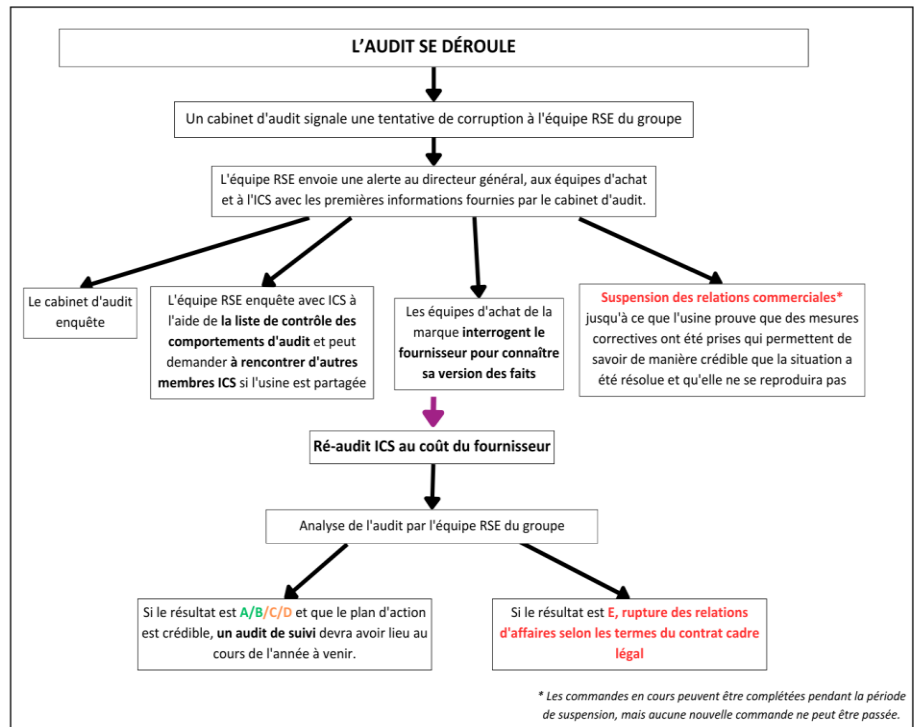 L'AUDIT SE DÉROULE
Un cabinet d'audit signale une tentative de corruption à l'équipe RSE du groupe
L'équipe RSE envoie une alerte au directeur général, aux équipes d'achat
et à l'ICS avec les premières informations fournies par le cabinet d'audit.
Le cabinet d'audit
enquête
L'équipe RSE enquête avec ICS à
l'aide de la liste de contrôle des
comportements d'audit et peut
demander à rencontrer d'autres
membres ICS si l'usine est partagée
Les équipes d'achat de la
marque interrogent le
fournisseur pour connaître
sa version des faits
Suspension des relations commerciales*
jusqu'à ce que l'usine prouve que des mesures
correctives ont été prises qui permettent de
savoir de manière crédible que la situation a
été résolue et qu'elle ne se reproduira pas
Ré-audit ICS au coût du fournisseur
Analyse de l'audit par l'équipe RSE du groupe
Si le résultat est A/B/C/D et que le plan d'action
est crédible, un audit de suivi devra avoir lieu au
cours de l'année à venir.
Si le résultat est E, rupture des relations
d'affaires selon les termes du contrat cadre
légal
* Les commandes en cours peuvent être complétées pendant la période
de suspension, mais aucune nouvelle commande ne peut être passée.